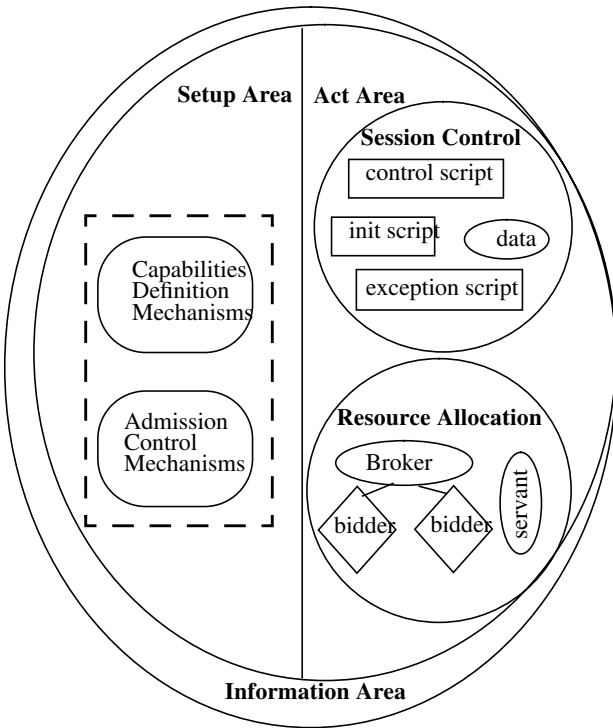 Setup Area
Act Area
Session Control
control script
init script
data
exception script
Capabilities
Definition
Mechanisms
Admission
Control
Mechanisms
Resource Allocation
Broker
bidder
bidder
servant
Information Area